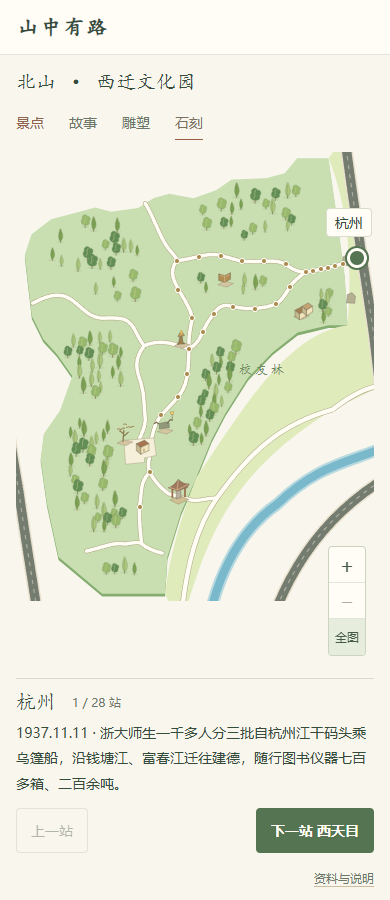 山中有路
北山 • 西迁文化园
景点 故事 雕塑 石刻
杭州
校友林
+
−
全图
杭州 1 / 28 站
1937.11.11 · 浙大师生一千多人分三批自杭州江干码头乘
乌篷船，沿钱塘江、富春江迁往建德，随行图书仪器七百
多箱、二百余吨。
上一站 下一站 西天目
资料与说明